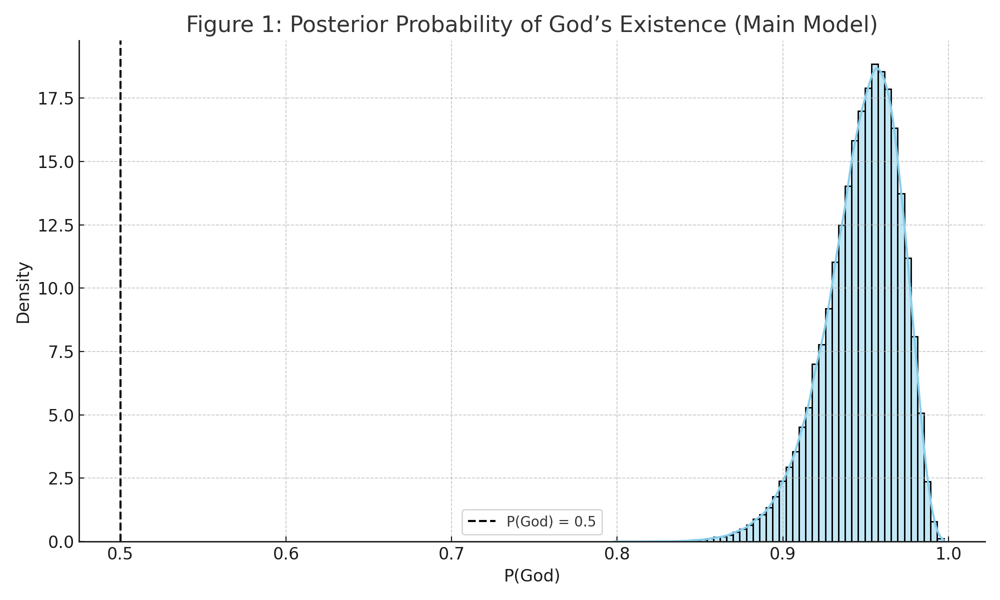 Figure 1: Posterior Probability of God’s Existence (Main Model)
17.5
15.0
12.5
10.0
7.5
5.0
2.5
0.0
Density
P(God) = 0.5
0.5 0.6 0.7 0.8 0.9 1.0
P(God)